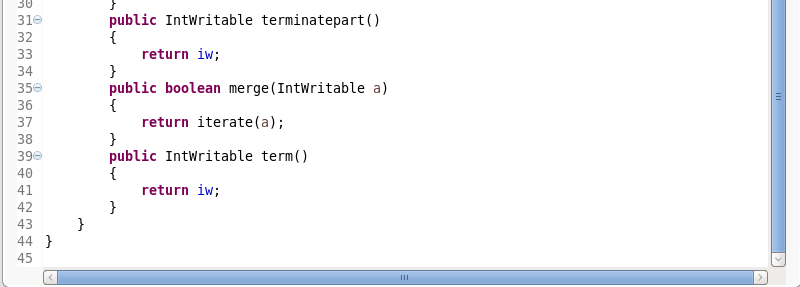 30 }
31 public IntWritable terminatepart()
32 {
33 return iw;
34 }
35 public boolean merge(IntWritable a)
36 {
37 return iterate(a);
38 }
39 public IntWritable term()
40 {
41 return iw;
42 }
43 }
44 }
45